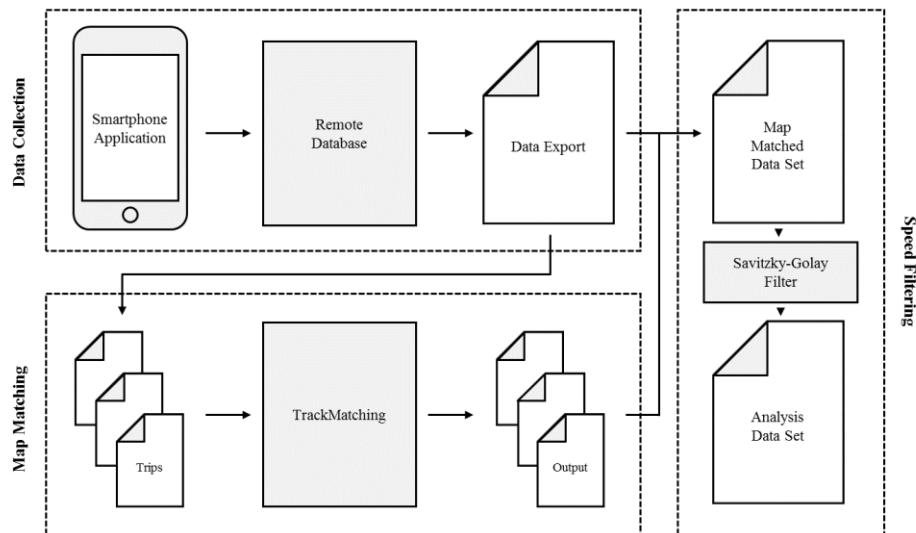 Data Collection
Smartphone
Application
Remote
Database
Data Export
Map
Matched
Data Set
Speed Filtering
Savitzky-Golay
Filter
Analysis
Data Set
Map Matching
Trips
TrackMatching
Output